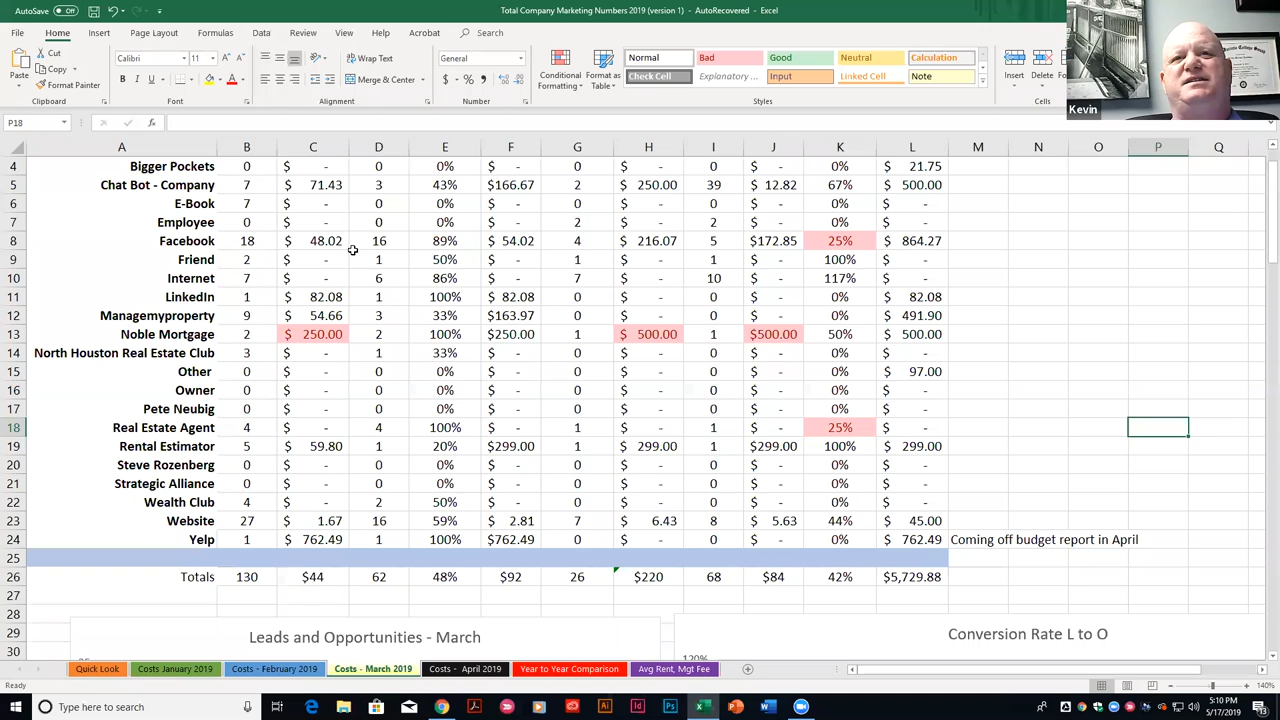 AutoSave Off Total Company Marketing Numbers 2019 (version 1) - AutoRecovered - Excel
File Home Insert Page Layout Formulas Data Review View Help Acrobat Search
Cut
Copy
Format Painter
Paste
Calibri 11
B I U
Wrap Text
Merge & Center
General
$ % ,
Conditional Formatting
Format as Table
Normal Bad Good Neutral Calculation
Check Cell Explanatory ... Input Linked Cell Note
Insert Delete
Clipboard Font Alignment Number Styles Cells
Kevin
P18 fx
A B C D E F G H I J K L M N O P Q
4 Bigger Pockets 0 $ - 0 0% $ - 0 $ - 0 $ - 0% $ 21.75
5 Chat Bot - Company 7 $ 71.43 3 43% $166.67 2 $ 250.00 39 $ 12.82 67% $ 500.00
6 E-Book 7 $ - 0 0% $ - 0 $ - 0 $ - 0% $ -
7 Employee 0 $ - 0 0% $ - 2 $ - 2 $ - 0% $ -
8 Facebook 18 $ 48.02 16 89% $ 54.02 4 $ 216.07 5 $172.85 25% $ 864.27
9 Friend 2 $ - 1 50% $ - 1 $ - 1 $ - 100% $ -
10 Internet 7 $ - 6 86% $ - 7 $ - 10 $ - 117% $ -
11 LinkedIn 1 $ 82.08 1 100% $ 82.08 0 $ - 0 $ - 0% $ 82.08
12 Managemyproperty 9 $ 54.66 3 33% $163.97 0 $ - 0 $ - 0% $ 491.90
13 Noble Mortgage 2 $ 250.00 2 100% $250.00 1 $ 500.00 1 $500.00 50% $ 500.00
14 North Houston Real Estate Club 3 $ - 1 33% $ - 0 $ - 0 $ - 0% $ -
15 Other 0 $ - 0 0% $ - 0 $ - 0 $ - 0% $ 97.00
16 Owner 0 $ - 0 0% $ - 0 $ - 0 $ - 0% $ -
17 Pete Neubig 0 $ - 0 0% $ - 0 $ - 0 $ - 0% $ -
18 Real Estate Agent 4 $ - 4 100% $ - 1 $ - 1 $ - 25% $ -
19 Rental Estimator 5 $ 59.80 1 20% $299.00 1 $ 299.00 1 $299.00 100% $ 299.00
20 Steve Rozenberg 0 $ - 0 0% $ - 0 $ - 0 $ - 0% $ -
21 Strategic Alliance 0 $ - 0 0% $ - 0 $ - 0 $ - 0% $ -
22 Wealth Club 4 $ - 2 50% $ - 0 $ - 0 $ - 0% $ -
23 Website 27 $ 1.67 16 59% $ 2.81 7 $ 6.43 8 $ 5.63 44% $ 45.00
24 Yelp 1 $ 762.49 1 100% $762.49 0 $ - 0 $ - 0% $ 762.49 Coming off budget report in April
25
26 Totals 130 $44 62 48% $92 26 $220 68 $84 42% $5,729.88
27
28
29 Leads and Opportunities - March Conversion Rate L to O
30
120%
Quick Look Costs January 2019 Costs - February 2019 Costs - March 2019 Costs - April 2019 Year to Year Comparison Avg Rent, Mgt Fee
Ready 140%
Type here to search
5:10 PM
5/17/2019